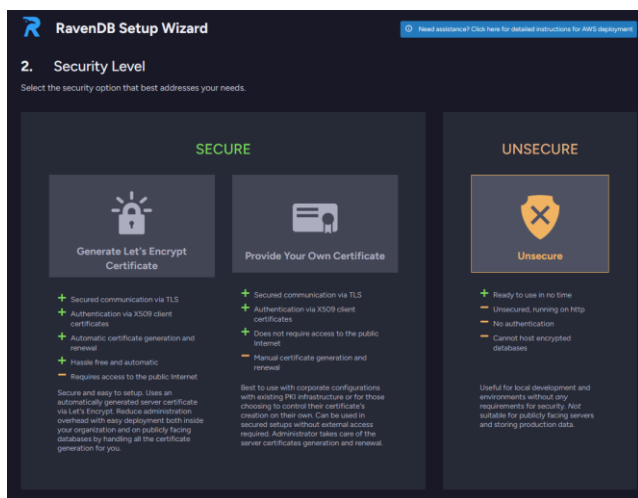 RavenDB Setup Wizard
Need assistance? Click here for detailed instructions for AWS deployment
2. Security Level
Select the security option that best addresses your needs.
SECURE
Generate Let's Encrypt
Certificate
+ Secured communication via TLS
+ Authentication via X509 client
certificates
+ Automatic certificate generation and
renewal
+ Hassle free and automatic
− Requires access to the public Internet
Secure and easy to setup. Uses an
automatically generated server certificate
via Let's Encrypt. Reduce administration
overhead with easy deployment both inside
your organization and on publicly facing
databases by handling all the certificate
generation for you.
Provide Your Own Certificate
+ Secured communication via TLS
+ Authentication via X509 client
certificates
+ Does not require access to the public
Internet
− Manual certificate generation and
renewal
Best to use with corporate configurations
with existing PKI infrastructure or for those
choosing to control their certificate's
creation on their own. Can be used in
secured setups without external access
required. Administrator takes care of the
server certificates generation and renewal.
UNSECURE
Unsecure
+ Ready to use in no time
− Unsecured, running on http
− No authentication
− Cannot host encrypted
databases
Useful for local development and
environments without any
requirements for security. Not
suitable for publicly facing servers
and storing production data.